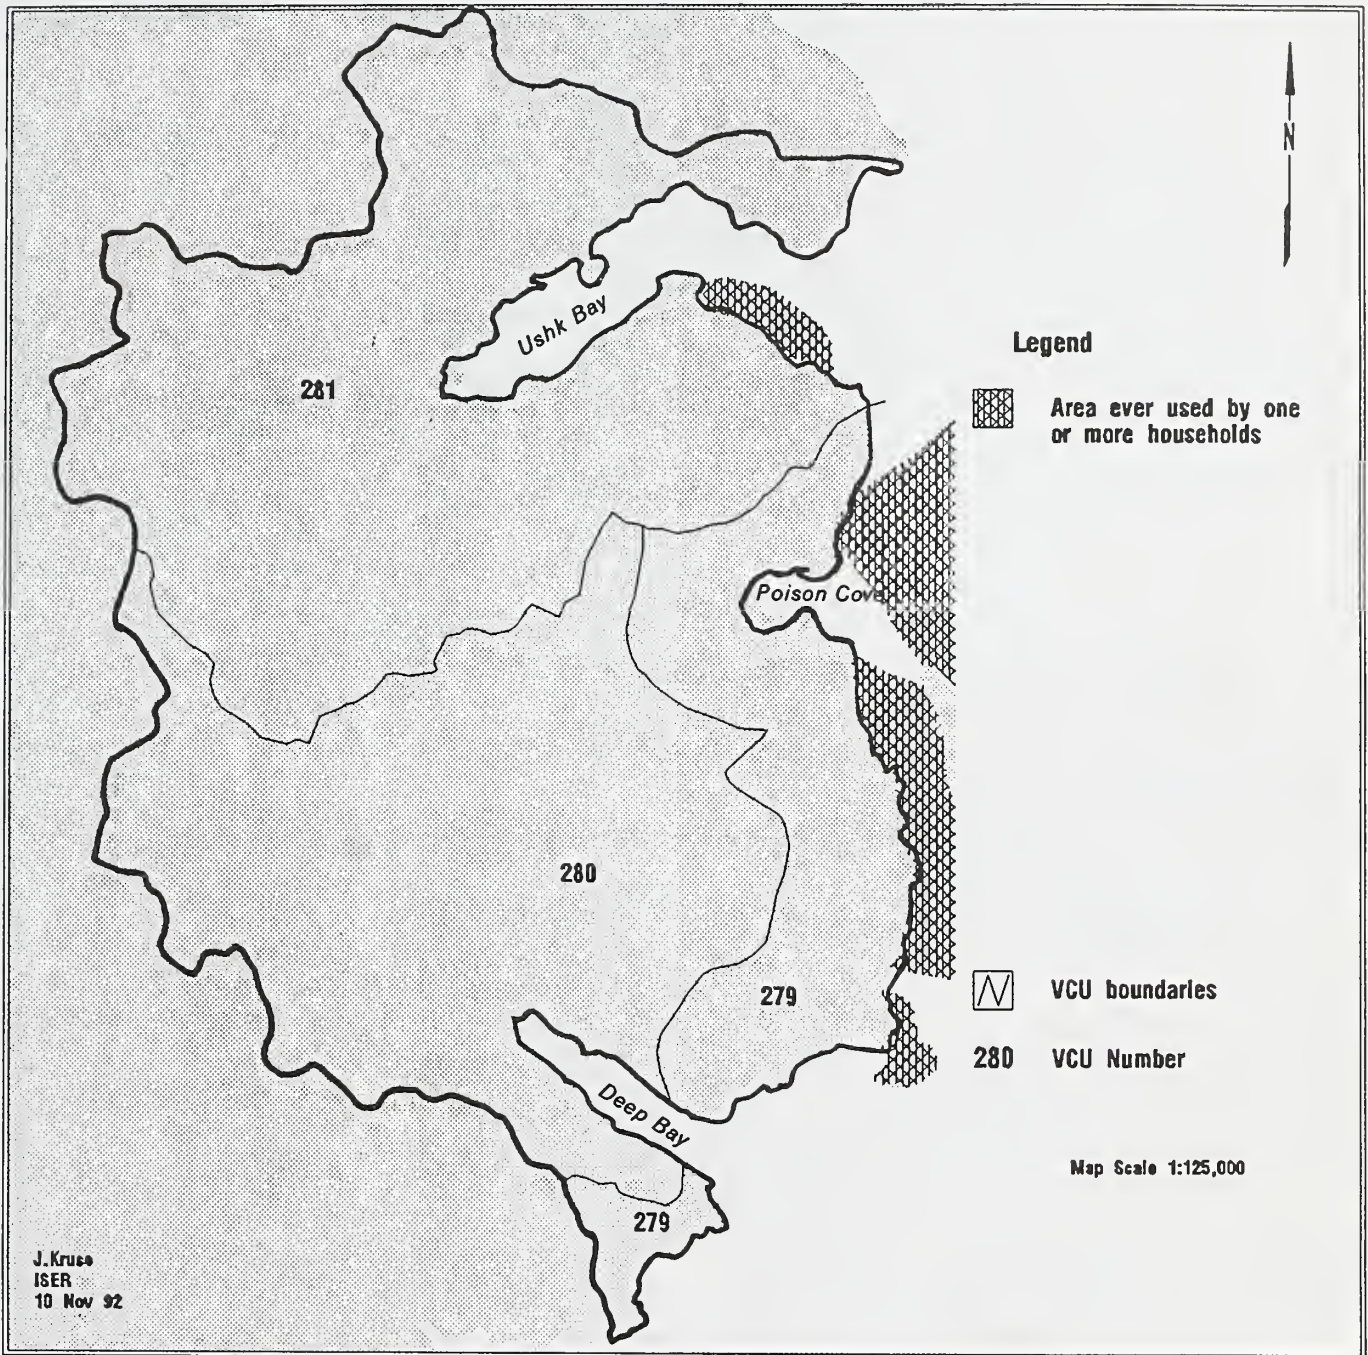 N
Ushk Bay
Legend
281
Area ever used by one
or more households
Poison Cove
280
279
VCU boundaries
280 VCU Number
Deep Bay
Map Scale 1:125,000
279
J.Kruse
ISER
10 Nov 92